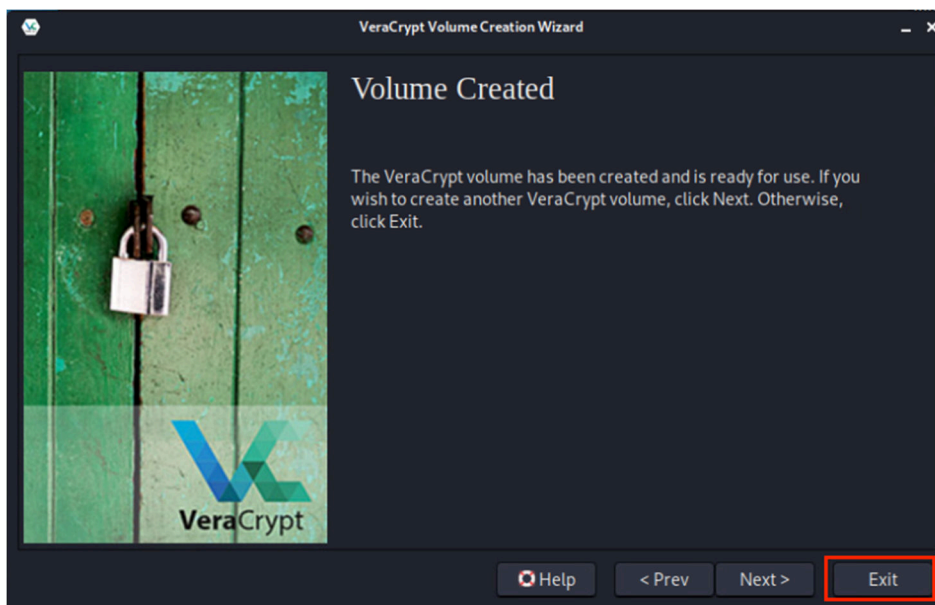 VeraCrypt Volume Creation Wizard
Volume Created
The VeraCrypt volume has been created and is ready for use. If you
wish to create another VeraCrypt volume, click Next. Otherwise,
click Exit.
VeraCrypt
Help
< Prev
Next >
Exit